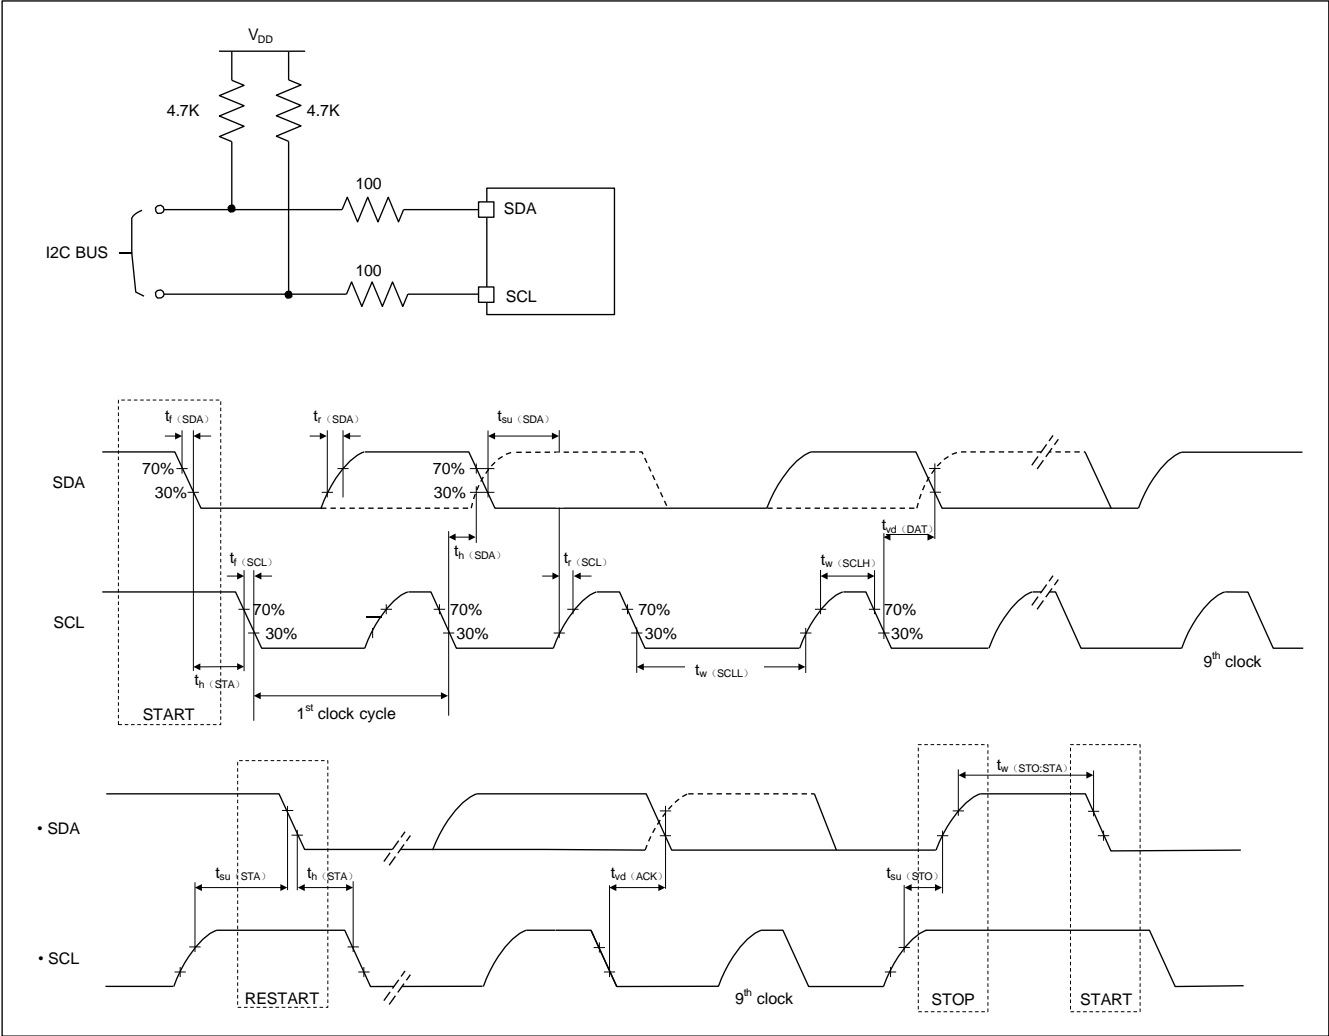 VDD
4.7K 4.7K
100
SDA
I2C BUS
100
SCL
tf（SDA） tr（SDA） tsu（SDA）
70% 70%
SDA
30% 30%
tvd（DAT）
th（SDA）
tf（SCL） tr（SCL） tw（SCLH）
70% 70% 70% 70%
SCL
30% 30% 30% 30%
9th clock
tw（SCLL）
th（STA）
START 1st clock cycle
tw（STO:STA）
• SDA
tsu（STA） th（STA） tvd（ACK） tsu（STO）
• SCL
RESTART 9th clock STOP START